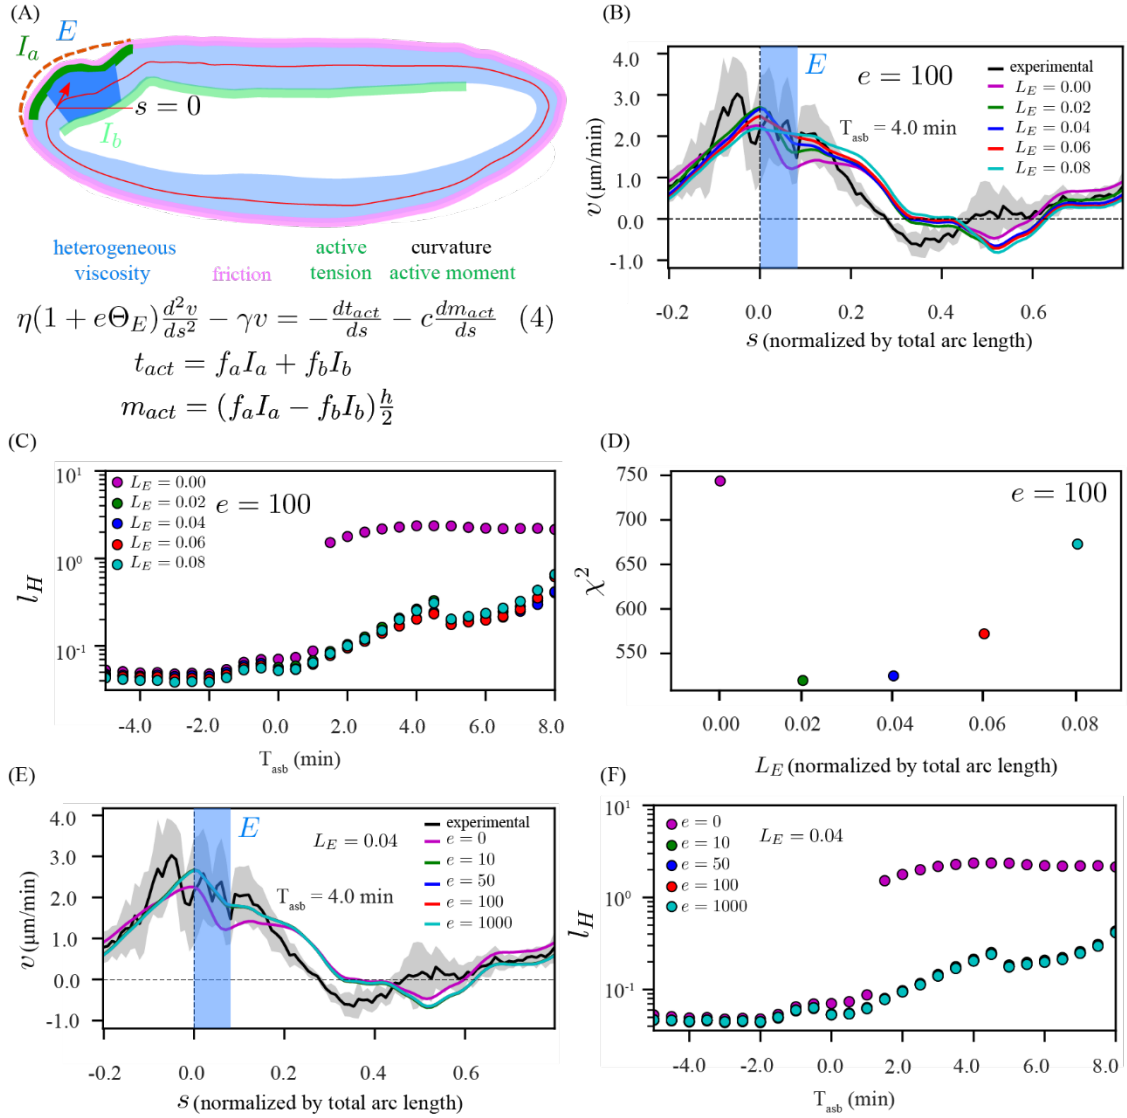 (A)
E
I_a
s = 0
I_b
heterogeneous viscosity
friction
active tension
curvature
active moment
η(1 + eΘ_E) d²v/ds² − γv = − dt_act/ds − c dm_act/ds (4)
t_act = f_a I_a + f_b I_b
m_act = (f_a I_a − f_b I_b) h/2
(B)
E
e = 100
T_asb = 4.0 min
experimental
L_E = 0.00
L_E = 0.02
L_E = 0.04
L_E = 0.06
L_E = 0.08
4.0
3.0
2.0
1.0
0.0
-1.0
v (μm/min)
-0.2 0.0 0.2 0.4 0.6
s (normalized by total arc length)
(C)
L_E = 0.00
L_E = 0.02
L_E = 0.04
L_E = 0.06
L_E = 0.08
e = 100
10¹
10⁰
10⁻¹
l_H
-4.0 -2.0 0.0 2.0 4.0 6.0 8.0
T_asb (min)
(D)
e = 100
750
700
650
600
550
χ²
0.00 0.02 0.04 0.06 0.08
L_E (normalized by total arc length)
(E)
E
L_E = 0.04
T_asb = 4.0 min
experimental
e = 0
e = 10
e = 50
e = 100
e = 1000
4.0
3.0
2.0
1.0
0.0
-1.0
v (μm/min)
-0.2 0.0 0.2 0.4 0.6
s (normalized by total arc length)
(F)
e = 0
e = 10
e = 50
e = 100
e = 1000
L_E = 0.04
10¹
10⁰
10⁻¹
l_H
-4.0 -2.0 0.0 2.0 4.0 6.0 8.0
T_asb (min)